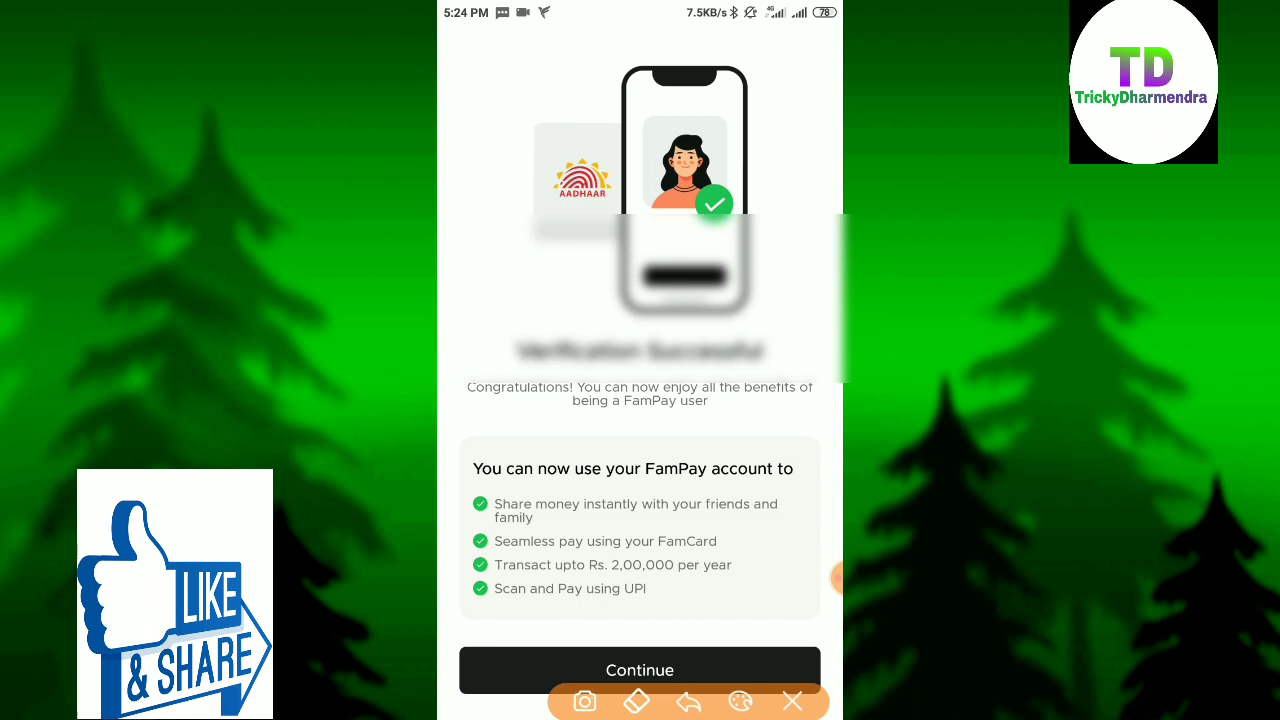 5:24 PM
7.5KB/s
4G
78
TD
TrickyDharmendra
AADHAAR
Verification Successful
Congratulations! You can now enjoy all the benefits of
being a FamPay user
You can now use your FamPay account to
Share money instantly with your friends and
family
Seamless pay using your FamCard
Transact upto Rs. 2,00,000 per year
Scan and Pay using UPI
Continue
LIKE
& SHARE